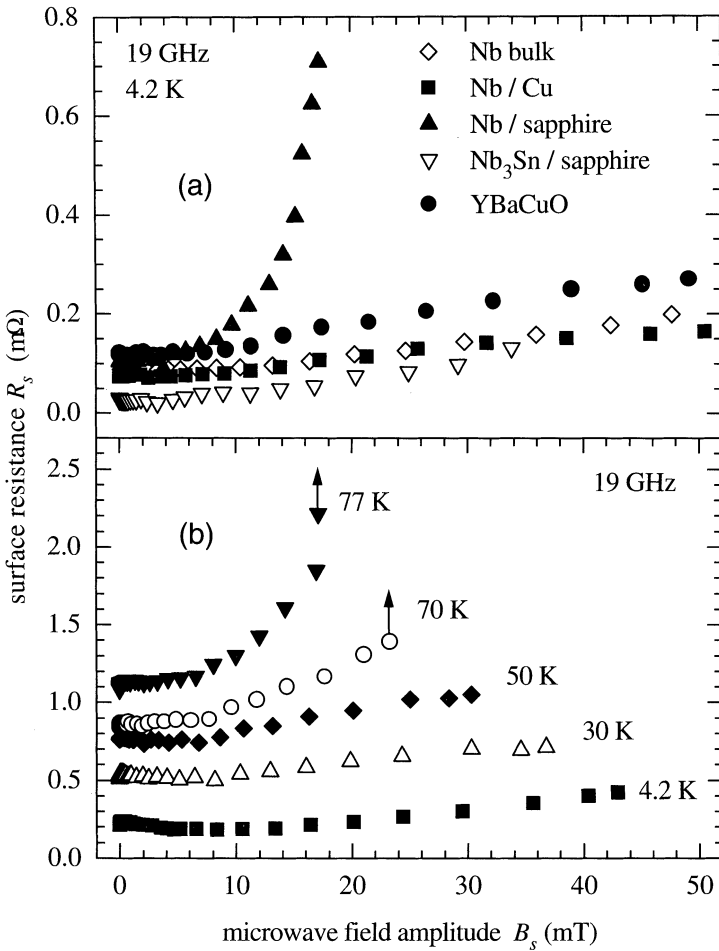 0.8
19 GHz
4.2 K
Nb bulk
Nb / Cu
Nb / sapphire
Nb₃Sn / sapphire
YBaCuO
(a)
0.6
0.4
0.2
0.0
surface resistance Rₛ (mΩ)
2.5
2.0
1.5
1.0
0.5
0.0
19 GHz
(b)
77 K
70 K
50 K
30 K
4.2 K
0 10 20 30 40 50
microwave field amplitude Bₛ (mT)